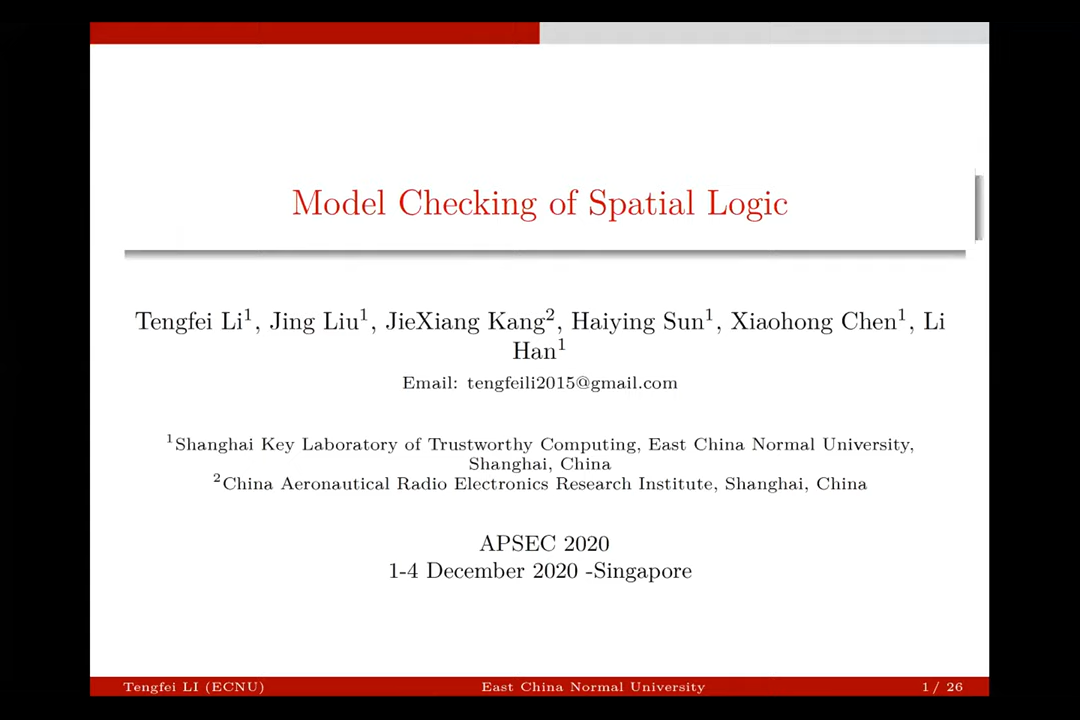 Model Checking of Spatial Logic
Tengfei Li¹, Jing Liu¹, JieXiang Kang², Haiying Sun¹, Xiaohong Chen¹, Li
Han¹
Email: tengfeili2015@gmail.com
¹Shanghai Key Laboratory of Trustworthy Computing, East China Normal University,
Shanghai, China
²China Aeronautical Radio Electronics Research Institute, Shanghai, China
APSEC 2020
1-4 December 2020 -Singapore
Tengfei LI (ECNU) East China Normal University 1 / 26